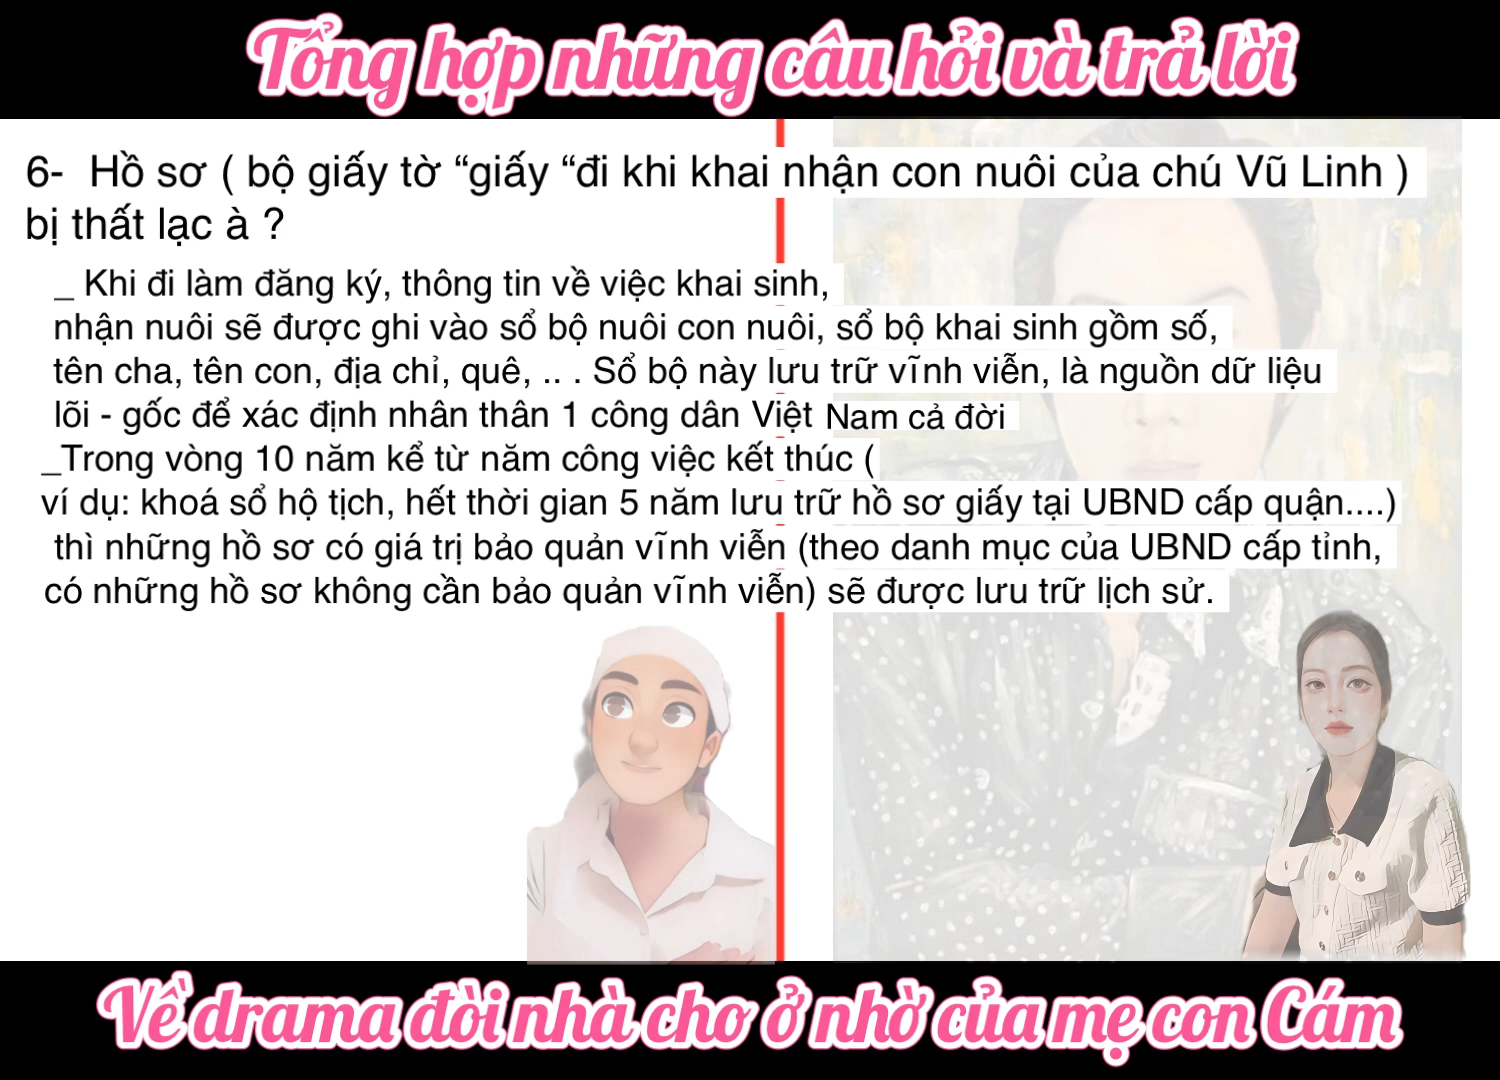 Tổng hợp những câu hỏi và trả lời
6- Hồ sơ ( bộ giấy tờ “giấy “đi khi khai nhận con nuôi của chú Vũ Linh )
bị thất lạc à ?
_ Khi đi làm đăng ký, thông tin về việc khai sinh,
nhận nuôi sẽ được ghi vào sổ bộ nuôi con nuôi, sổ bộ khai sinh gồm số,
tên cha, tên con, địa chỉ, quê, .. . Sổ bộ này lưu trữ vĩnh viễn, là nguồn dữ liệu
lõi - gốc để xác định nhân thân 1 công dân Việt Nam cả đời
_Trong vòng 10 năm kể từ năm công việc kết thúc (
ví dụ: khoá sổ hộ tịch, hết thời gian 5 năm lưu trữ hồ sơ giấy tại UBND cấp quận....)
thì những hồ sơ có giá trị bảo quản vĩnh viễn (theo danh mục của UBND cấp tỉnh,
có những hồ sơ không cần bảo quản vĩnh viễn) sẽ được lưu trữ lịch sử.
Về drama đòi nhà cho ở nhờ của mẹ con Cám